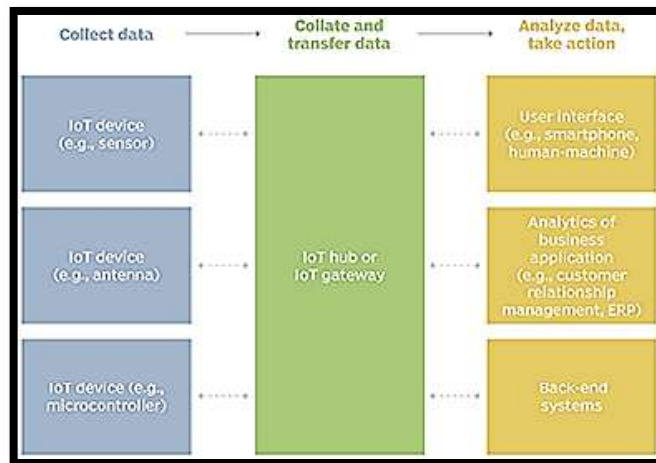 Collect data
Collate and
transfer data
Analyze data,
take action
IoT device
(e.g., sensor)
User interface
(e.g., smartphone,
human-machine)
IoT device
(e.g., antenna)
IoT hub or
IoT gateway
Analytics of
business
application
(e.g., customer
relationship
management, ERP)
IoT device (e.g.,
microcontroller)
Back-end
systems